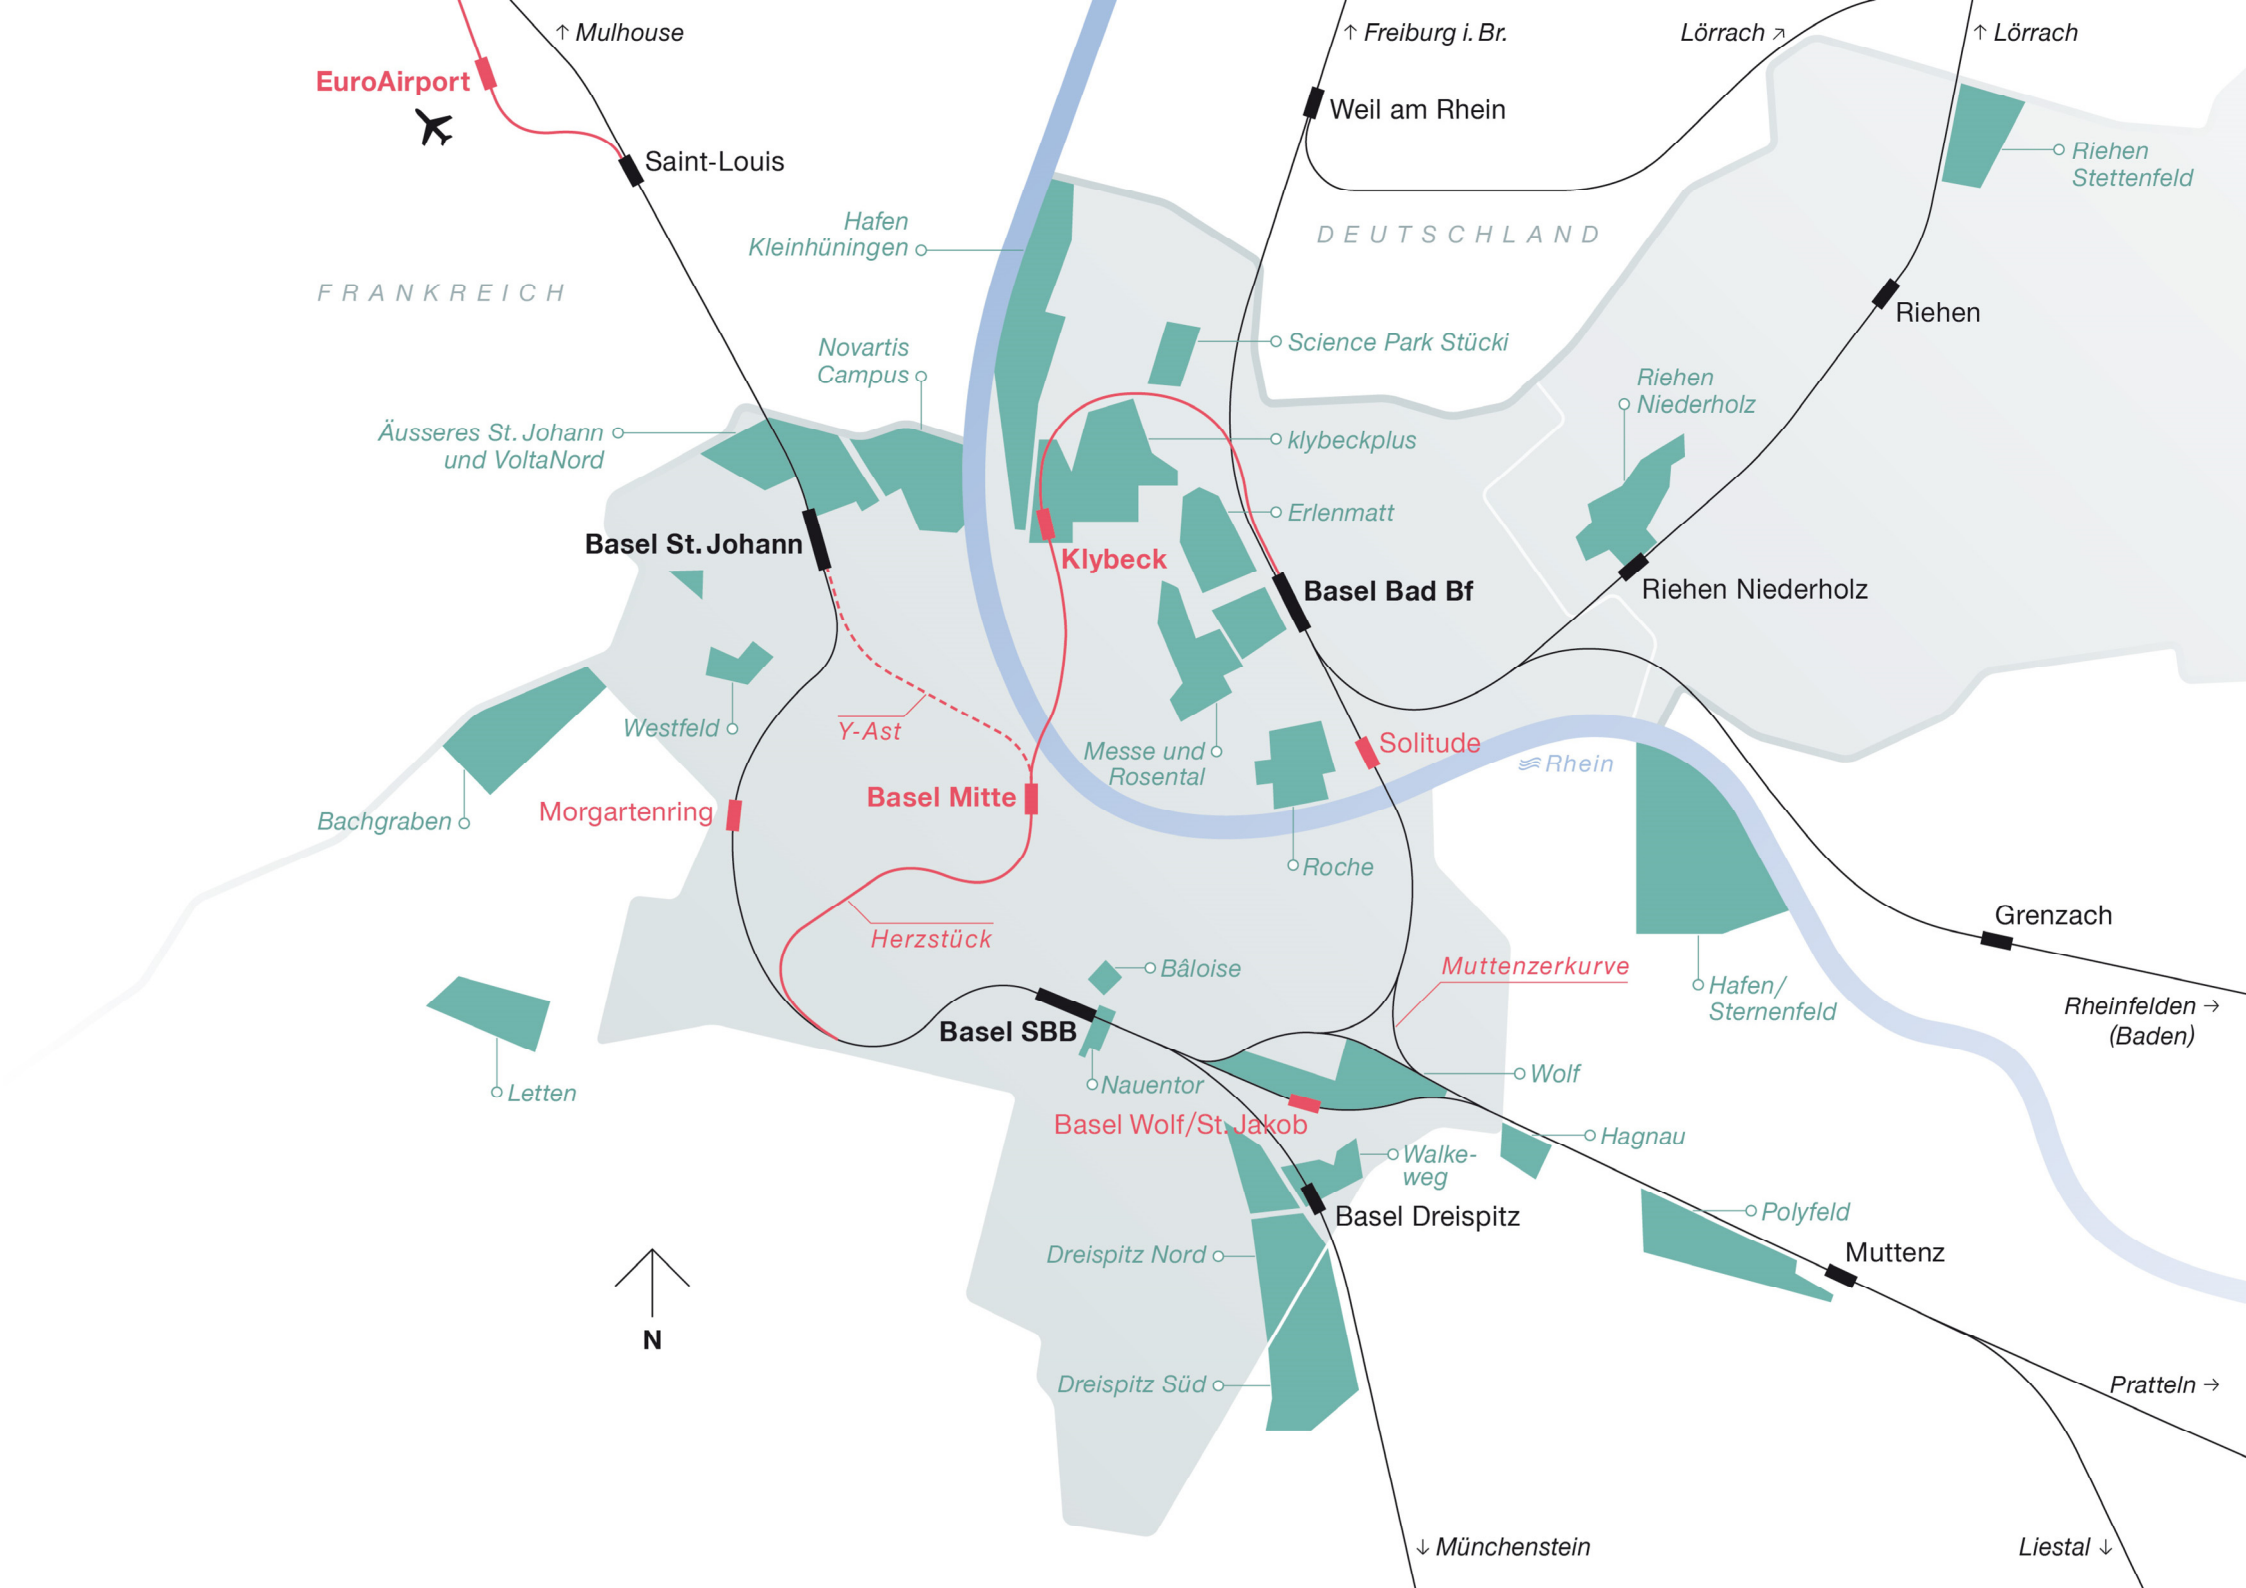 ↑ Mulhouse
↑ Freiburg i. Br.
Lörrach ↗
↑ Lörrach
EuroAirport
Weil am Rhein
Saint-Louis
Riehen
Stettenfeld
Hafen
Kleinhüningen
DEUTSCHLAND
FRANKREICH
Riehen
Science Park Stücki
Novartis
Campus
Riehen
Niederholz
Äusseres St. Johann
und VoltaNord
klybeckplus
Erlenmatt
Basel St. Johann
Klybeck
Basel Bad Bf
Riehen Niederholz
Westfeld
Y-Ast
Messe und
Rosental
Solitude
Rhein
Bachgraben
Morgartenring
Basel Mitte
Roche
Herzstück
Grenzach
Bâloise
Muttenzerkurve
Hafen/
Sternenfeld
Rheinfelden →
(Baden)
Basel SBB
Letten
Nauentor
Wolf
Basel Wolf/St. Jakob
Hagnau
Walke-
weg
Basel Dreispitz
Polyfeld
Dreispitz Nord
Muttenz
N
Dreispitz Süd
Pratteln →
↓ Münchenstein
Liestal ↓